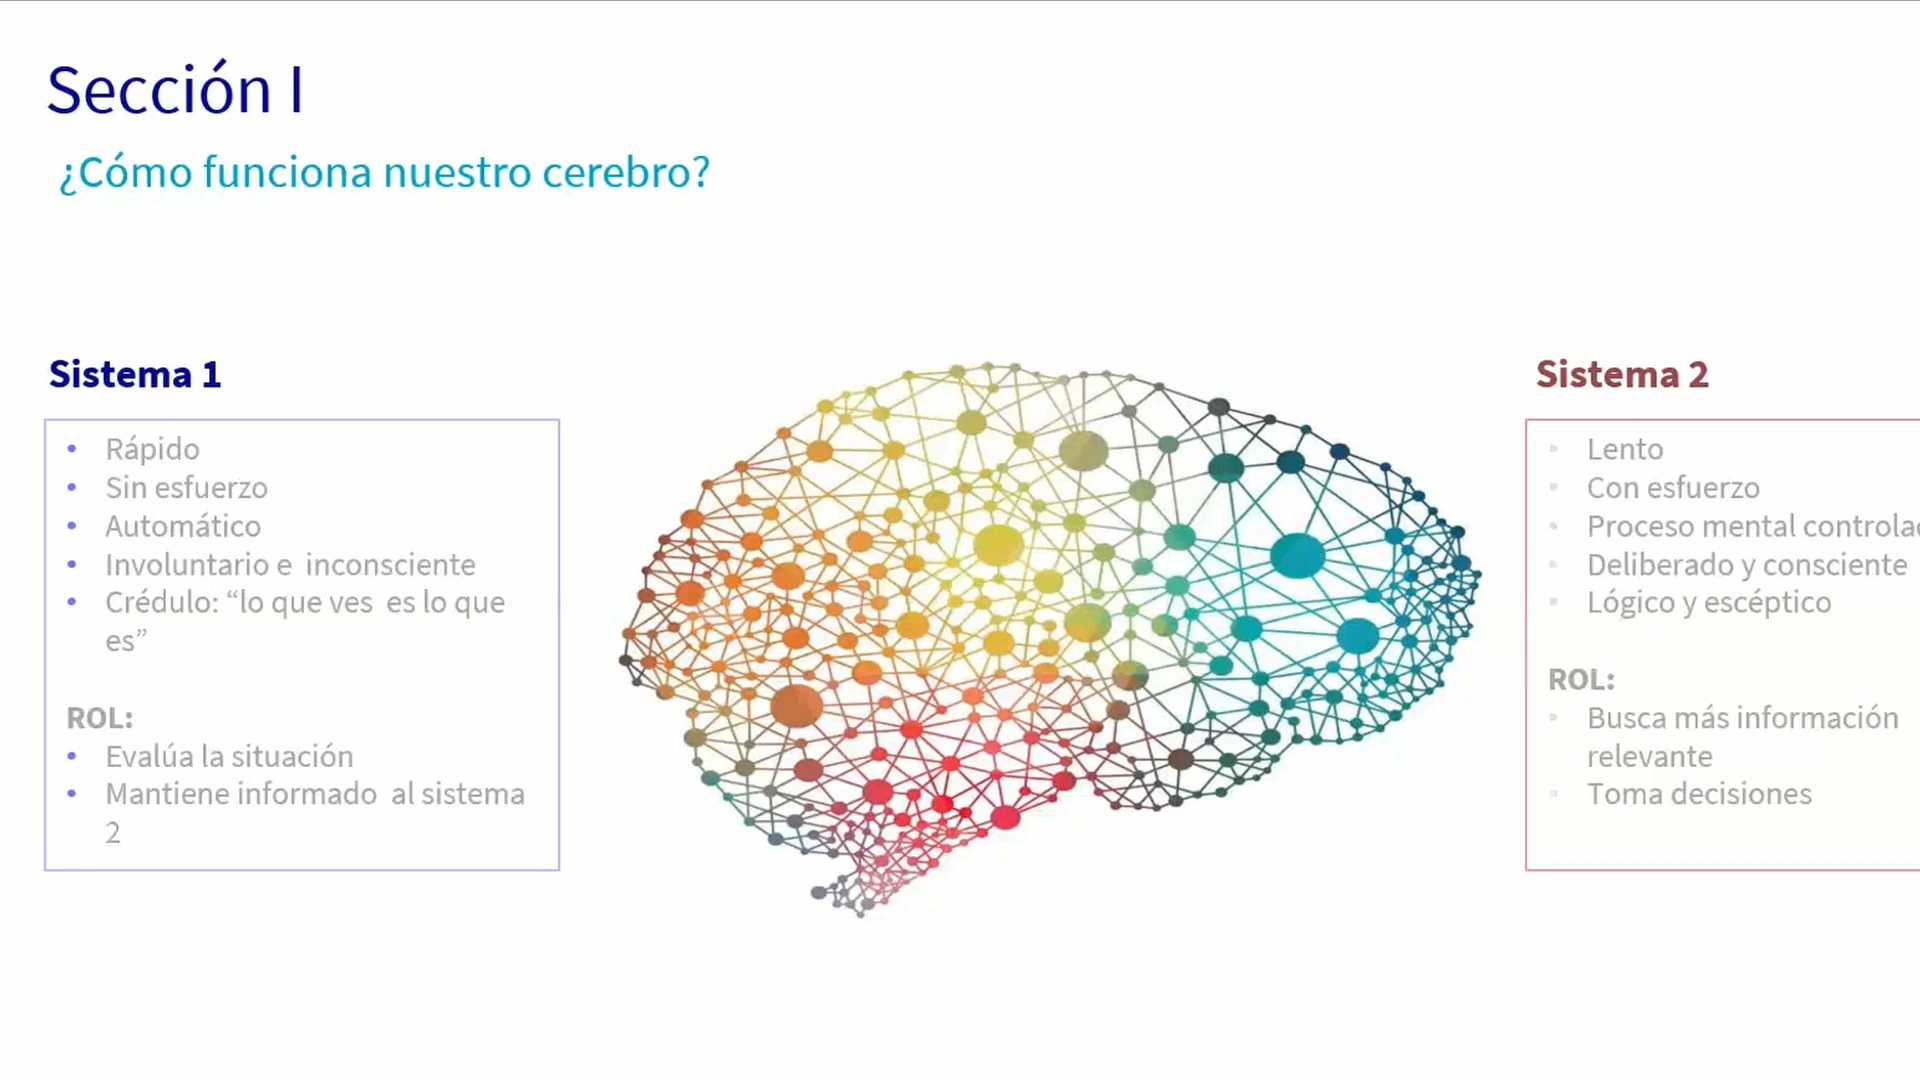 Sección I
¿Cómo funciona nuestro cerebro?
Sistema 1
• Rápido
• Sin esfuerzo
• Automático
• Involuntario e inconsciente
• Crédulo: “lo que ves es lo que
es”
ROL:
• Evalúa la situación
• Mantiene informado al sistema
2
Sistema 2
• Lento
• Con esfuerzo
• Proceso mental
• Deliberado y consciente
• Lógico y escéptico
ROL:
• Busca más información
relevante
• Toma decisiones